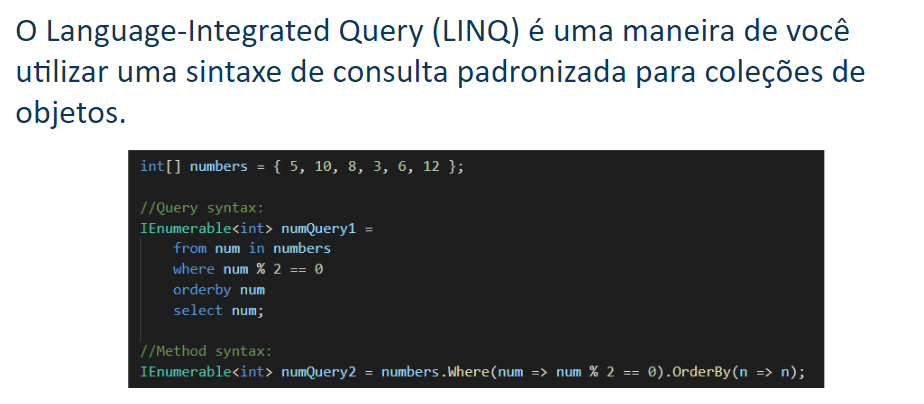 O Language-Integrated Query (LINQ) é uma maneira de você
utilizar uma sintaxe de consulta padronizada para coleções de
objetos.
int[] numbers = { 5, 10, 8, 3, 6, 12 };
//Query syntax:
IEnumerable<int> numQuery1 =
from num in numbers
where num % 2 == 0
orderby num
select num;
//Method syntax:
IEnumerable<int> numQuery2 = numbers.Where(num => num % 2 == 0).OrderBy(n => n);